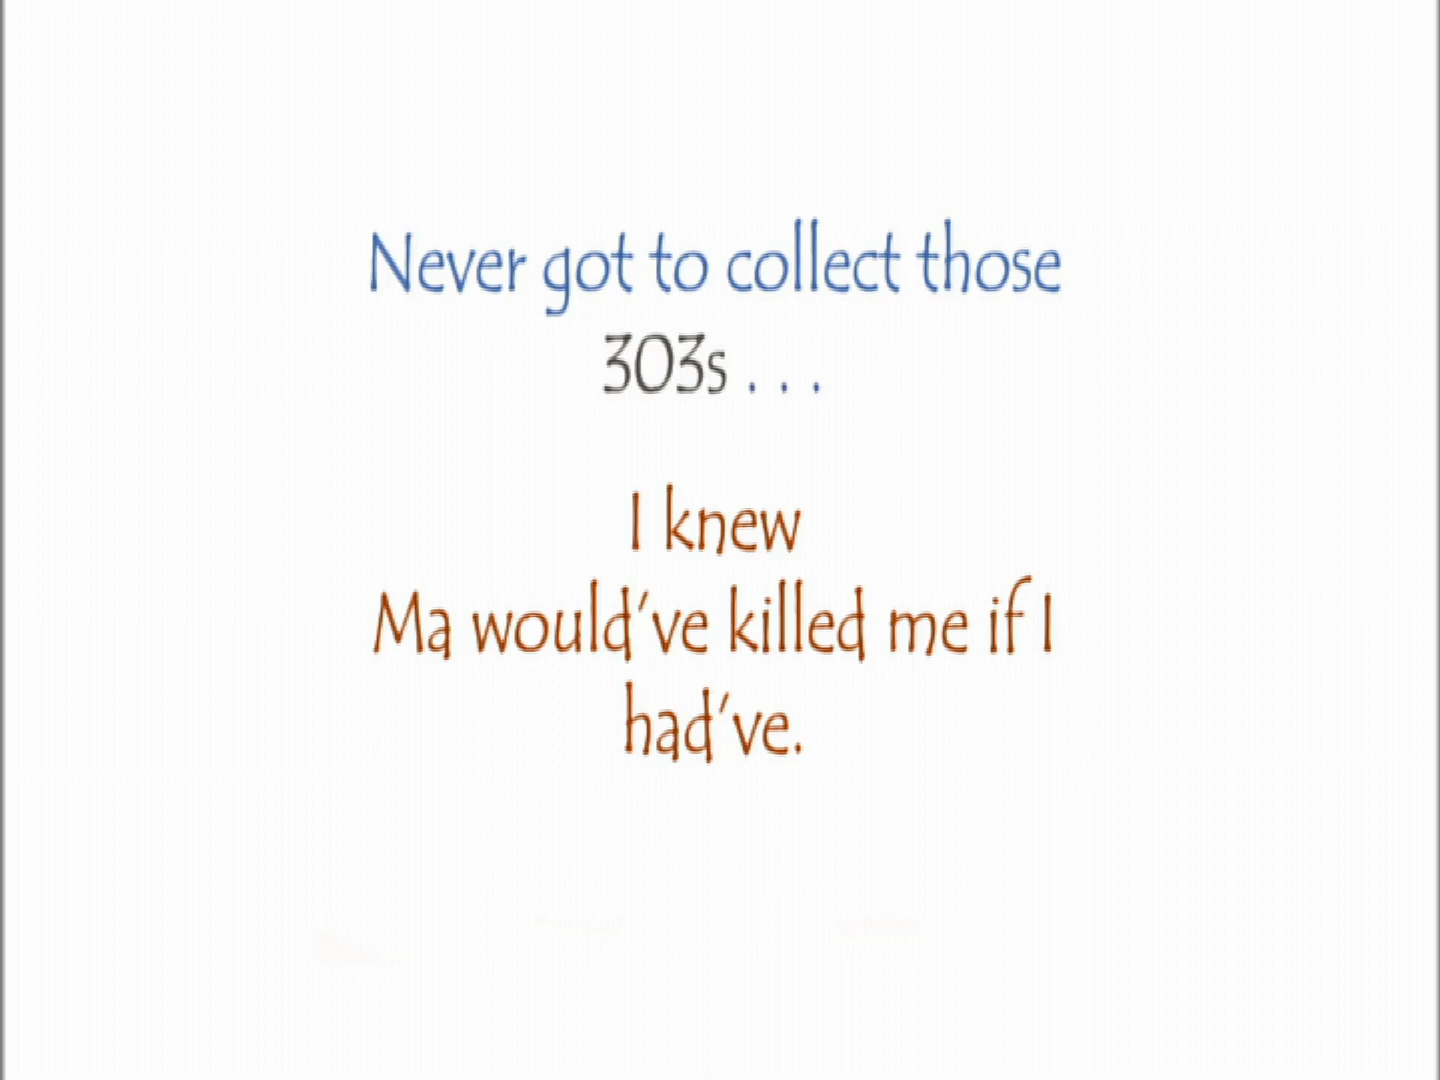 Never got to collect those
303s . . .
I knew
Ma would've killed me if I
had've.